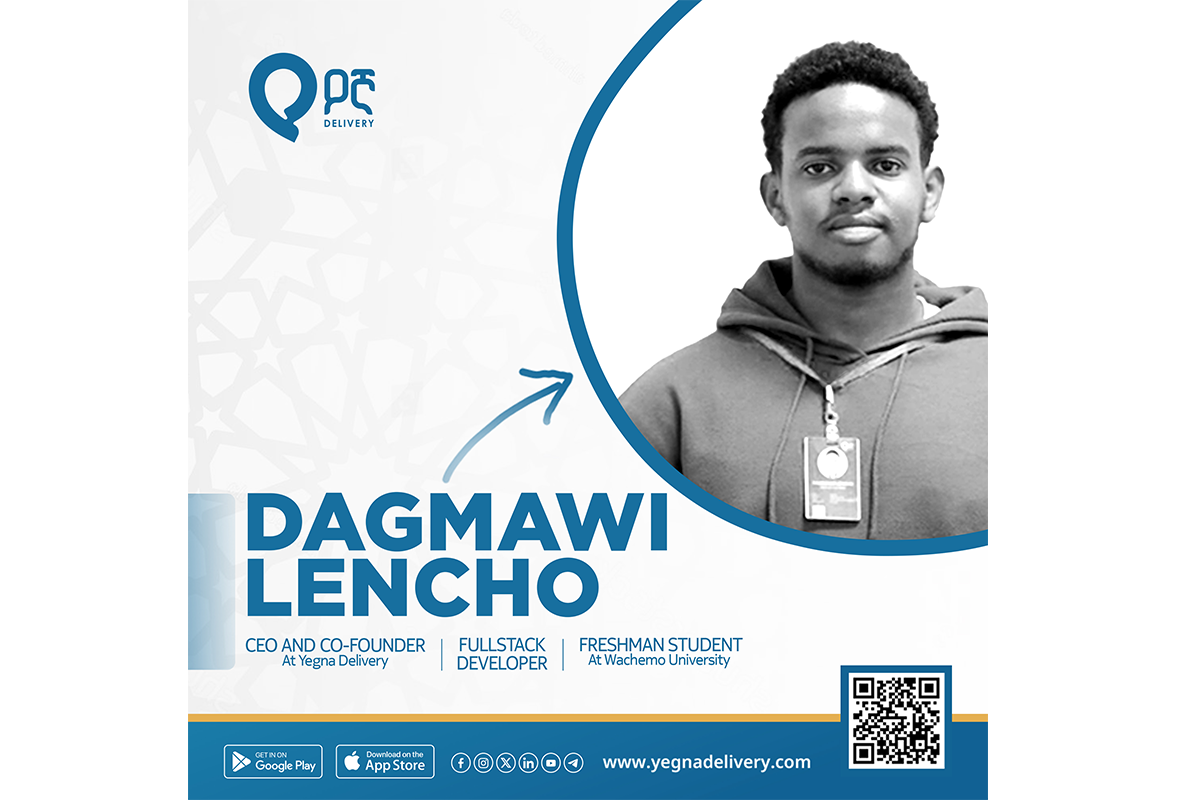 የኛ
DELIVERY
DAGMAWI
LENCHO
CEO AND CO-FOUNDER
At Yegna Delivery
FULLSTACK
DEVELOPER
FRESHMAN STUDENT
At Wachemo University
GET IN ON
Google Play
Download on the
App Store
www.yegnadelivery.com